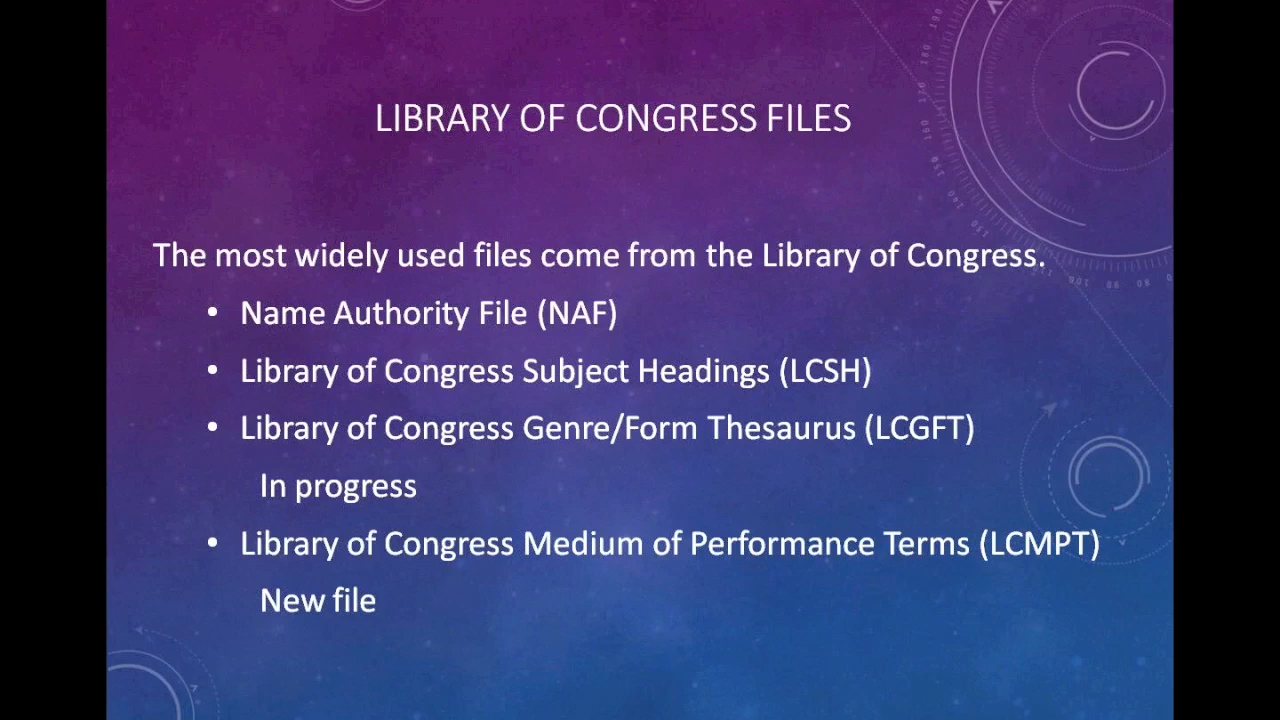 LIBRARY OF CONGRESS FILES
The most widely used files come from the Library of Congress.
• Name Authority File (NAF)
• Library of Congress Subject Headings (LCSH)
• Library of Congress Genre/Form Thesaurus (LCGFT)
In progress
• Library of Congress Medium of Performance Terms (LCMPT)
New file